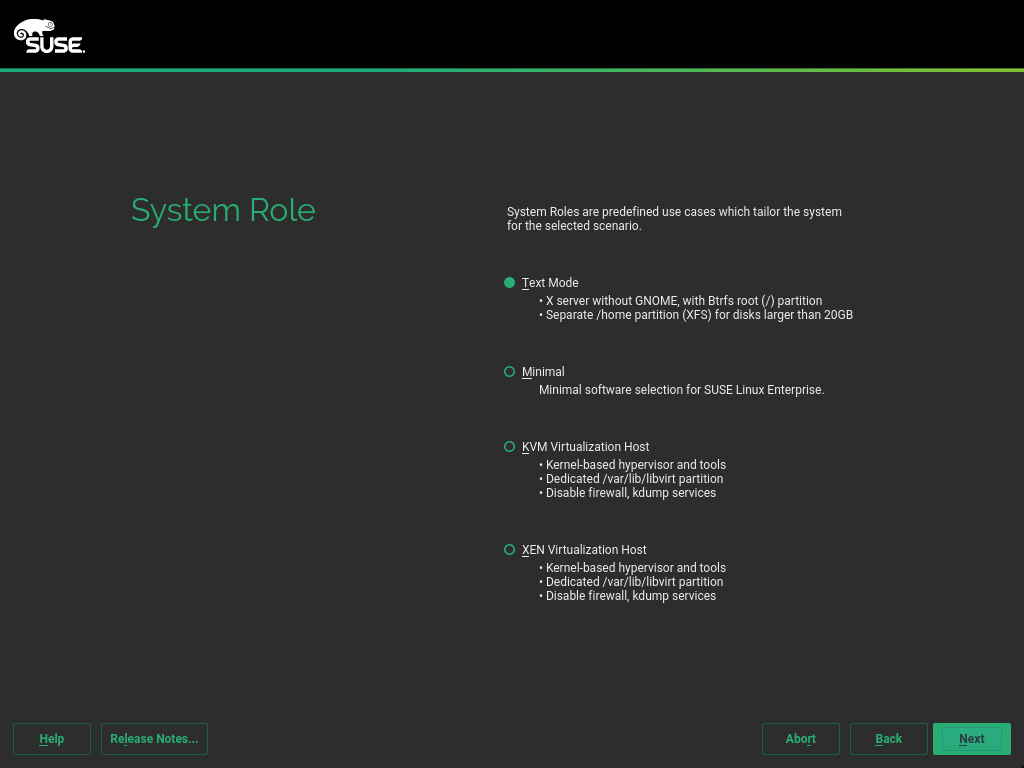 SUSE.
System Role
System Roles are predefined use cases which tailor the system
for the selected scenario.
Text Mode
• X server without GNOME, with Btrfs root (/) partition
• Separate /home partition (XFS) for disks larger than 20GB
Minimal
Minimal software selection for SUSE Linux Enterprise.
KVM Virtualization Host
• Kernel-based hypervisor and tools
• Dedicated /var/lib/libvirt partition
• Disable firewall, kdump services
XEN Virtualization Host
• Kernel-based hypervisor and tools
• Dedicated /var/lib/libvirt partition
• Disable firewall, kdump services
Help Release Notes... Abort Back Next